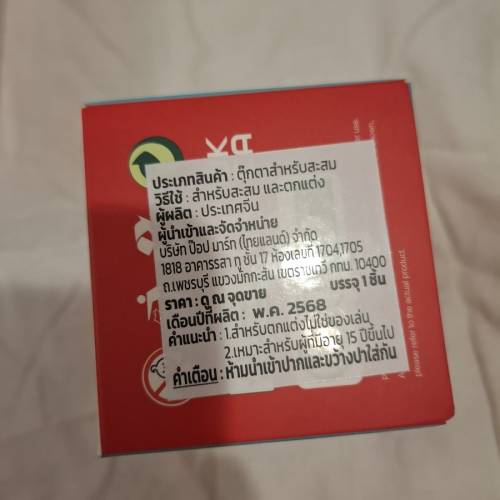 ประเภทสินค้า : ตุ๊กตาสำหรับสะสม
วิธีใช้ : สำหรับสะสม และตกแต่ง
ผู้ผลิต : ประเทศจีน
ผู้นำเข้าและจัดจำหน่าย
บริษัท ป๊อป มาร์ท (ไทยแลนด์) จำกัด
1818 อาคารรสา ทู ชั้น 17 ห้องเลขที่ 1704,1705
ถ.เพชรบุรี แขวงมักกะสัน เขตราชเทวี กทม. 10400
ราคา : ดู ณ จุดขาย บรรจุ 1 ชิ้น
เดือนปีที่ผลิต : พ.ค. 2568
คำแนะนำ : 1.สำหรับตกแต่งไม่ใช่ของเล่น
2.เหมาะสำหรับผู้ที่มีอายุ 15 ปีขึ้นไป
คำเตือน : ห้ามนำเข้าปากและขว้างปาใส่กัน
please refer to the actual product.